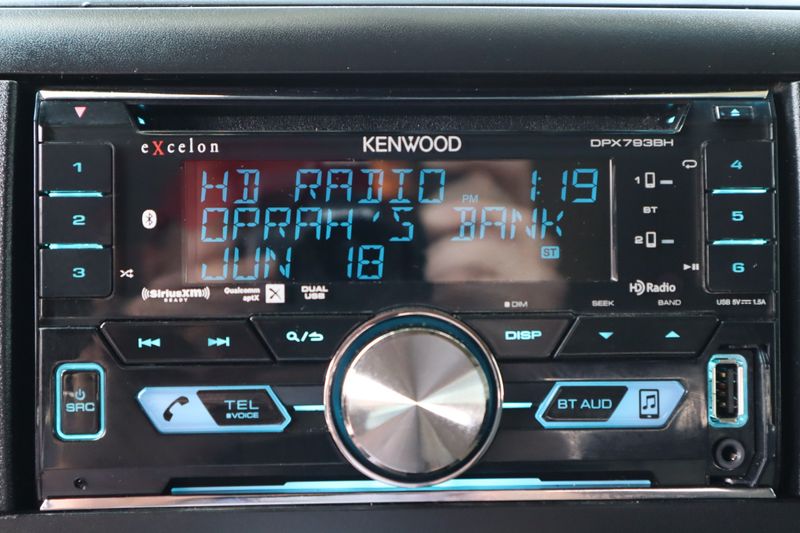 eXcelon KENWOOD DPX793BH
1 HD RADIO PM 1:19 4
1
2 OPRAH'S BANK BT 5
ST
2
3 JUN 18 6
SiriusXM READY Qualcomm aptX DUAL USB HD Radio USB 5V 1.5A
DIM SEEK BAND
DISP
SRC TEL VOICE BT AUD